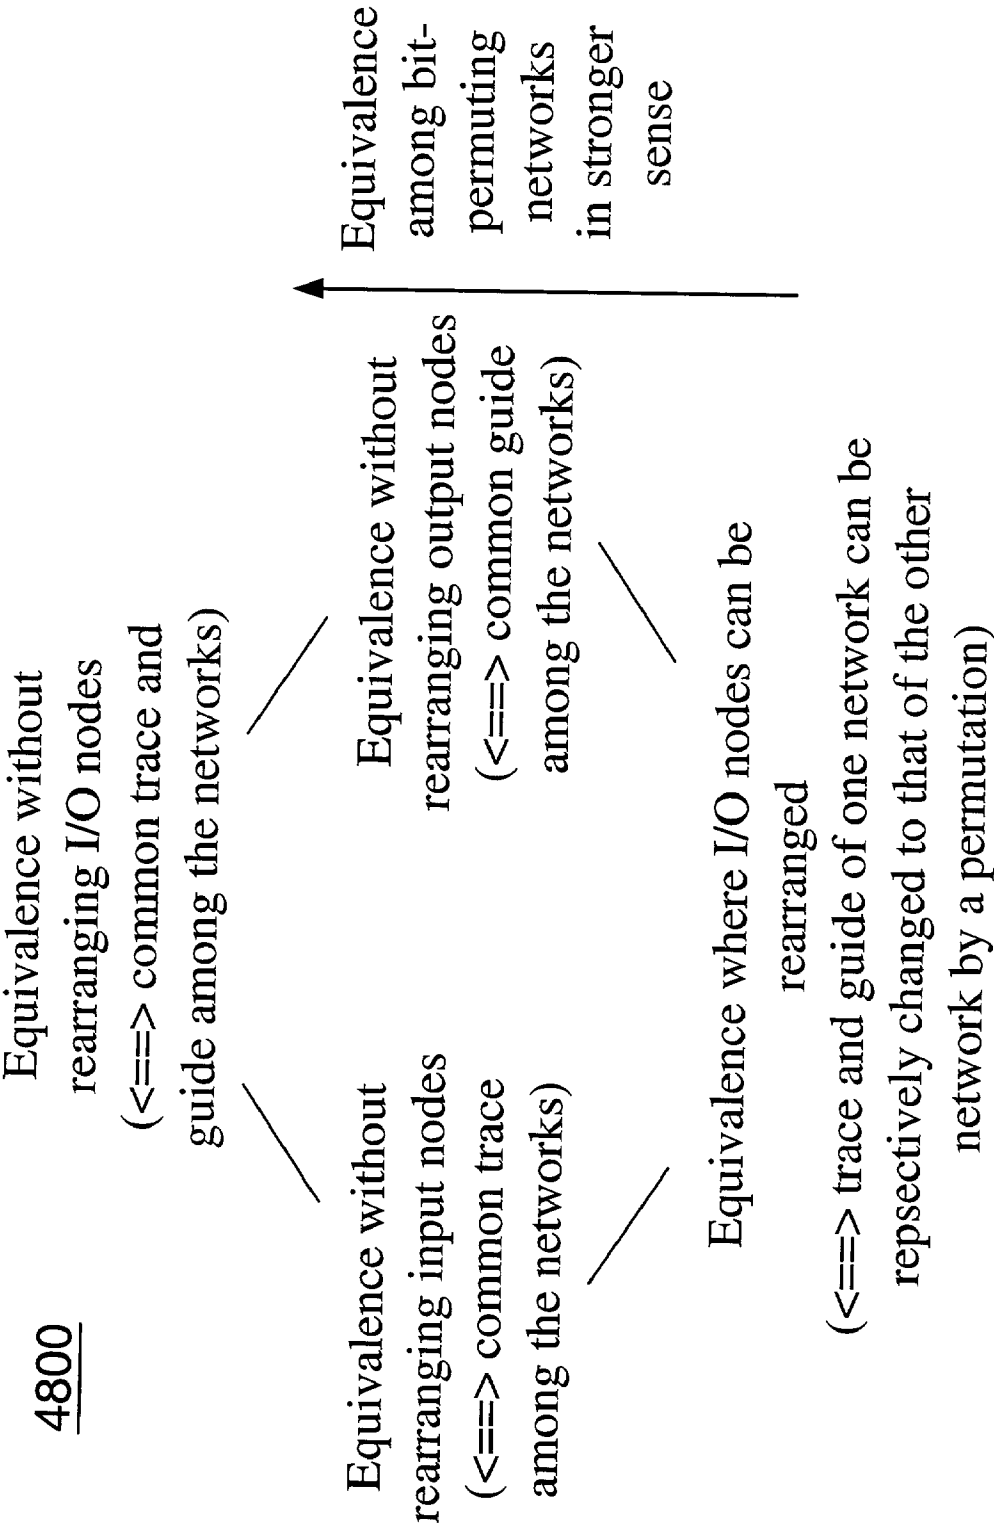 4800
Equivalence without
rearranging I/O nodes
(<==> common trace and
guide among the networks)
Equivalence without
rearranging input nodes
(<==> common trace
among the networks)
Equivalence without
rearranging output nodes
(<==> common guide
among the networks)
Equivalence
among bit-
permuting
networks
in stronger
sense
Equivalence where I/O nodes can be
rearranged
(<==> trace and guide of one network can be
repsectively changed to that of the other
network by a permutation)